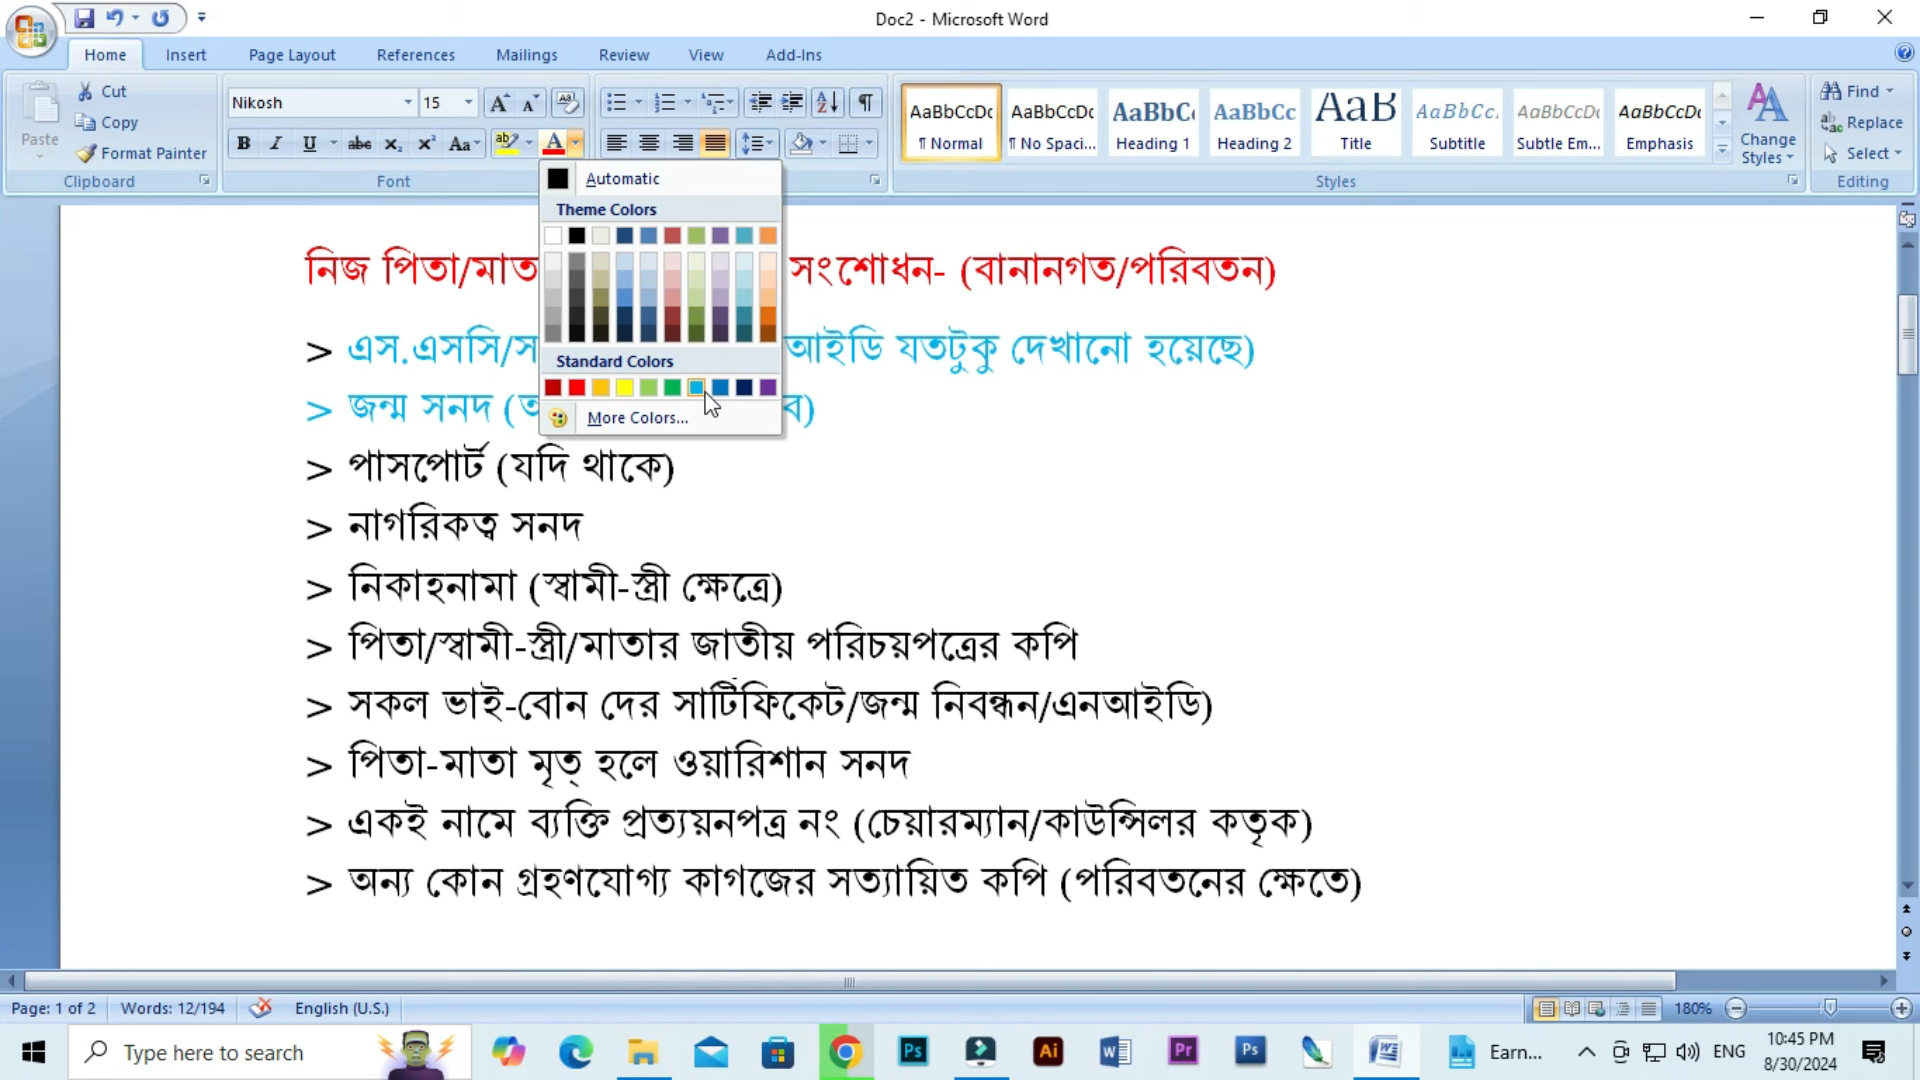 Doc2 - Microsoft Word
Home Insert Page Layout References Mailings Review View Add-Ins
Cut
Copy
Format Painter
Paste
Clipboard
Nikosh 15
Font
AaBbCcDc AaBbCcDc AaBbC AaBbCc AaB AaBbCc. AaBbCcDc AaBbCcDc
¶ Normal ¶ No Spaci... Heading 1 Heading 2 Title Subtitle Subtle Em... Emphasis
Styles
Change Styles
Find
Replace
Select
Editing
Automatic
Theme Colors
Standard Colors
More Colors...
নিজ পিতা/মাত সংশোধন- (বানানগত/পরিবতন)
> এস.এসসি/স আইডি যতটুকু দেখানো হয়েছে)
> জন্ম সনদ (ত ব)
> পাসপোর্ট (যদি থাকে)
> নাগরিকত্ব সনদ
> নিকাহনামা (স্বামী-স্ত্রী ক্ষেত্রে)
> পিতা/স্বামী-স্ত্রী/মাতার জাতীয় পরিচয়পত্রের কপি
> সকল ভাই-বোন দের সার্টিফিকেট/জন্ম নিবন্ধন/এনআইডি)
> পিতা-মাতা মৃত্ হলে ওয়ারিশান সনদ
> একই নামে ব্যক্তি প্রত্যয়নপত্র নং (চেয়ারম্যান/কাউন্সিলর কতৃক)
> অন্য কোন গ্রহণযোগ্য কাগজের সত্যায়িত কপি (পরিবতনের ক্ষেতে)
Page: 1 of 2 Words: 12/194 English (U.S.) 180%
Type here to search Earn... ENG 10:45 PM
8/30/2024